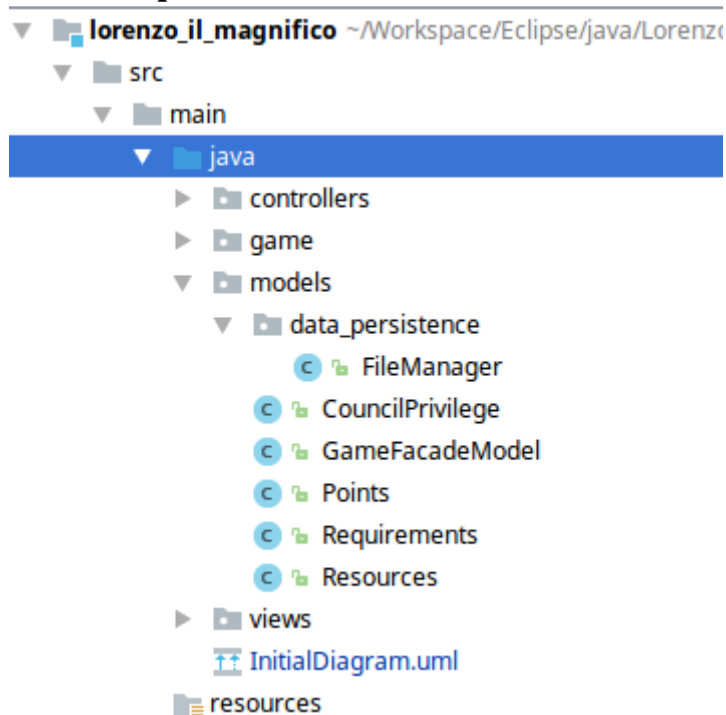 lorenzo_il_magnifico ~/Workspace/Eclipse/java/Lorenzo
src
main
java
controllers
game
models
data_persistence
C FileManager
C CouncilPrivilege
C GameFacadeModel
C Points
C Requirements
C Resources
views
InitialDiagram.uml
resources